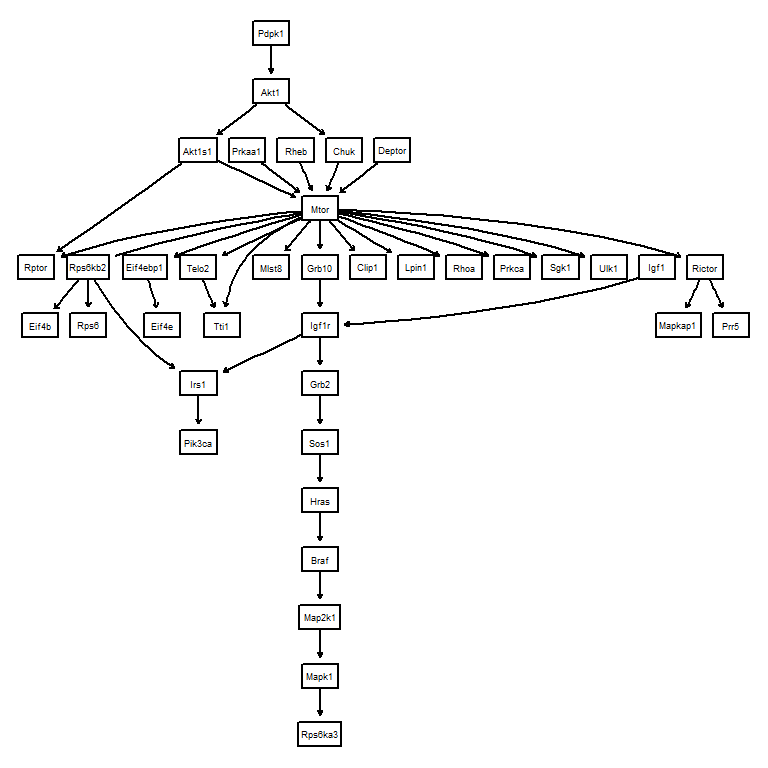 Pdpk1
Akt1
Akt1s1 Prkaa1 Rheb Chuk Deptor
Mtor
Rptor Rps6kb2 Eif4ebp1 Telo2 Mlst8 Grb10 Clip1 Lpin1 Rhoa Prkca Sgk1 Ulk1 Igf1 Rictor
Eif4b Rps6 Eif4e Tti1 Igf1r Mapkap1 Prr5
Irs1 Grb2
Pik3ca Sos1
Hras
Braf
Map2k1
Mapk1
Rps6ka3